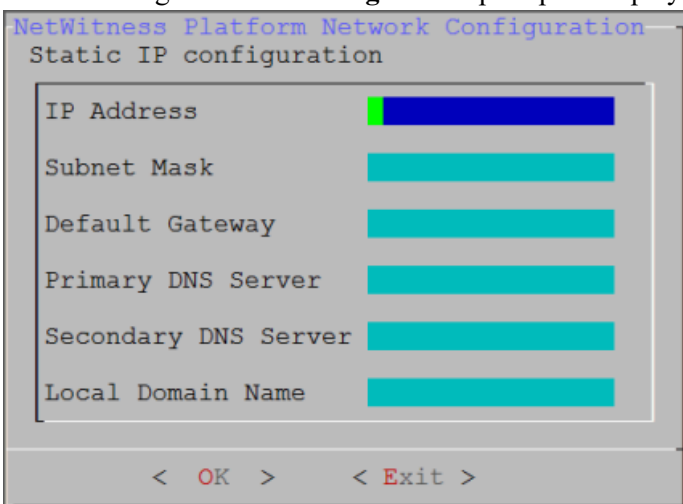 NetWitness Platform Network Configuration
Static IP configuration
IP Address
Subnet Mask
Default Gateway
Primary DNS Server
Secondary DNS Server
Local Domain Name
< OK > < Exit >